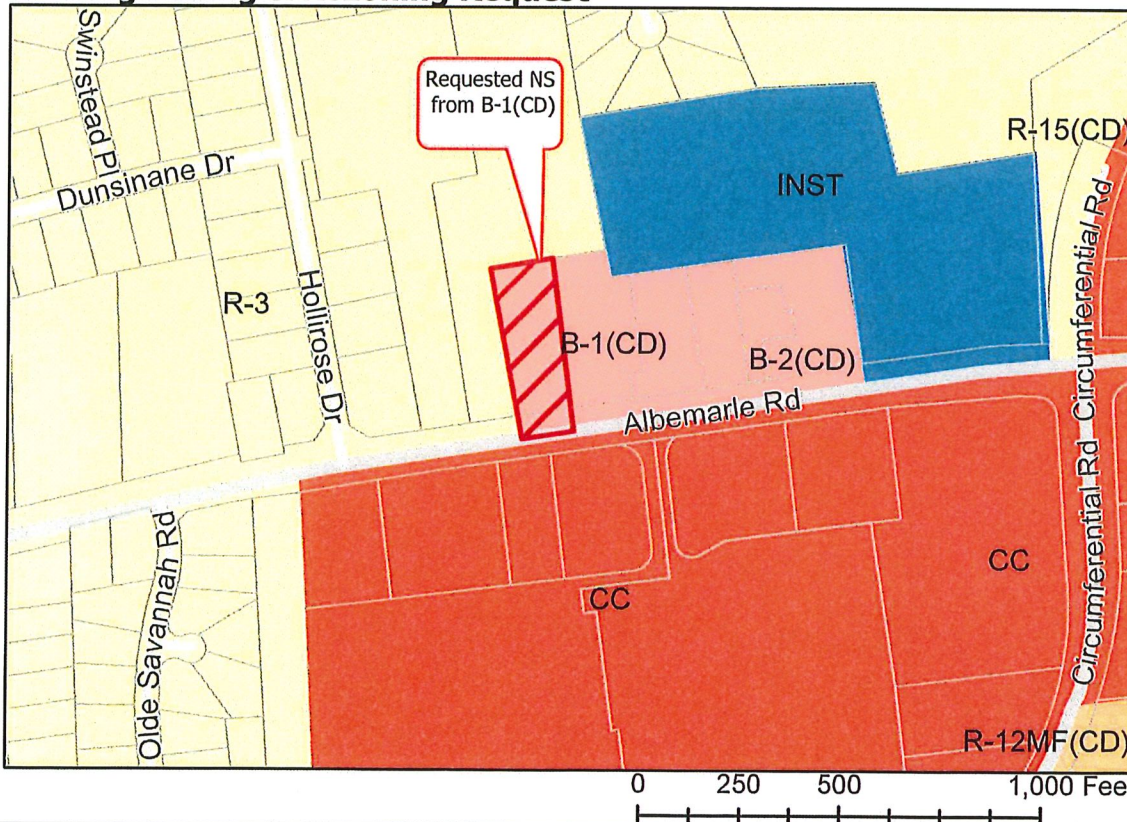 Requested NS
from B-1(CD)
Swinstead Pl
Dunsinane Dr
R-15(CD)
INST
R-3
Hollirose Dr
B-1(CD)
B-2(CD)
Albemarle Rd
Circumferential Rd
Circumferential Rd
Olde Savannah Rd
CC
CC
R-12MF(CD)
0 250 500 1,000 Fee